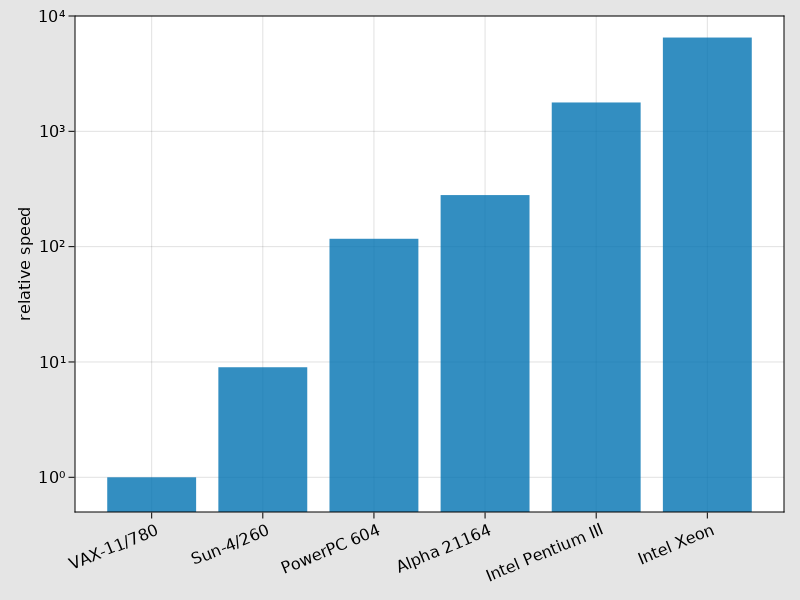 relative speed
10⁴
10³
10²
10¹
10⁰
VAX-11/780
Sun-4/260
PowerPC 604
Alpha 21164
Intel Pentium III
Intel Xeon